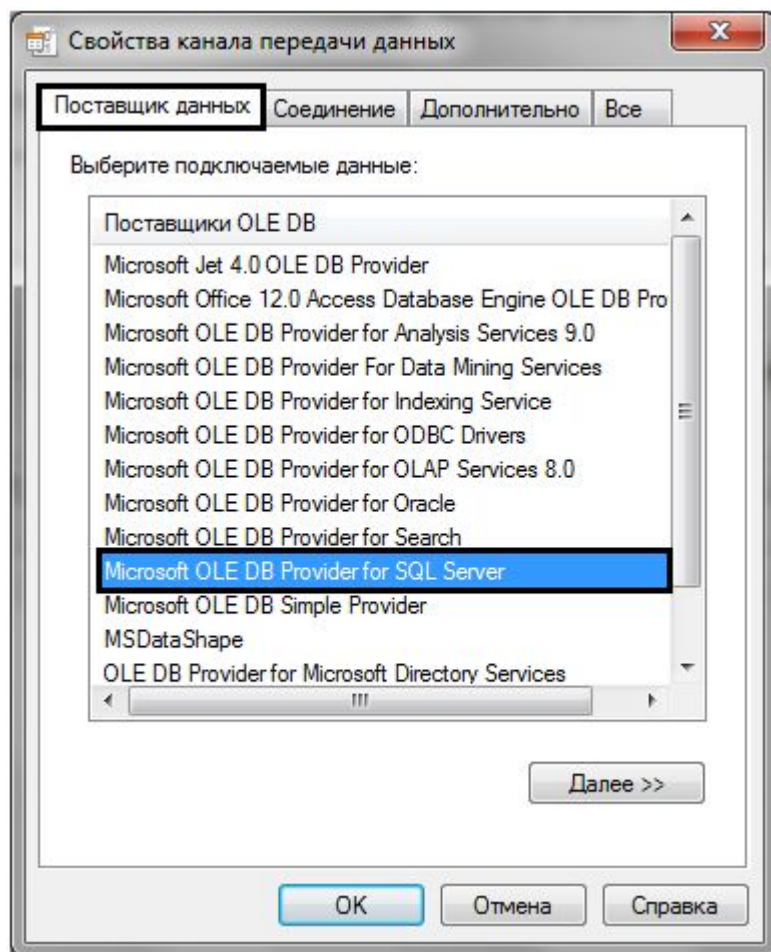 Свойства канала передачи данных
Поставщик данных Соединение Дополнительно Все
Выберите подключаемые данные:
Поставщики OLE DB
Microsoft Jet 4.0 OLE DB Provider
Microsoft Office 12.0 Access Database Engine OLE DB Pro
Microsoft OLE DB Provider for Analysis Services 9.0
Microsoft OLE DB Provider For Data Mining Services
Microsoft OLE DB Provider for Indexing Service
Microsoft OLE DB Provider for ODBC Drivers
Microsoft OLE DB Provider for OLAP Services 8.0
Microsoft OLE DB Provider for Oracle
Microsoft OLE DB Provider for Search
Microsoft OLE DB Provider for SQL Server
Microsoft OLE DB Simple Provider
MSDataShape
OLE DB Provider for Microsoft Directory Services
Далее >>
OK Отмена Справка